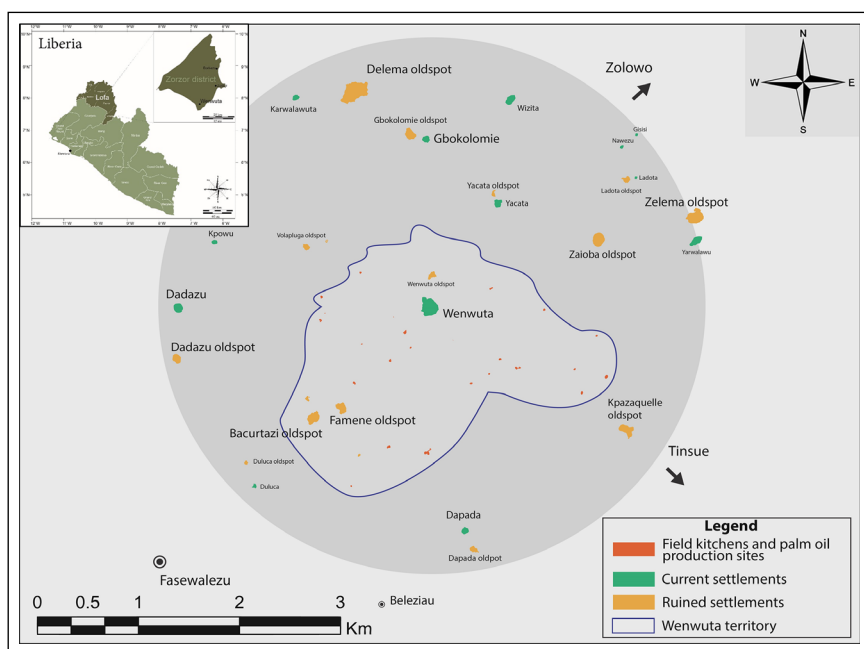 Liberia
Lofa
Zorzor district
N
W
E
S
Zolowo
Delema oldspot
Karwalawuta
Wizita
Gbokolomie oldspot
Gbokolomie
Gisisi
Nawezu
Ladota
Ladota oldspot
Yacata oldspot
Yacata
Zelema oldspot
Kpowu
Volapluga oldspot
Zaioba oldspot
Yarwalawu
Wenwuta oldspot
Dadazu
Wenwuta
Dadazu oldspot
Kpazaquelle
oldspot
Famene oldspot
Bacurtazi oldspot
Tinsue
Duluca oldspot
Duluca
Dapada
Dapada oldpot
Fasewalezu
Beleziau
0 0.5 1 2 3
Km
Legend
Field kitchens and palm oil
production sites
Current settlements
Ruined settlements
Wenwuta territory